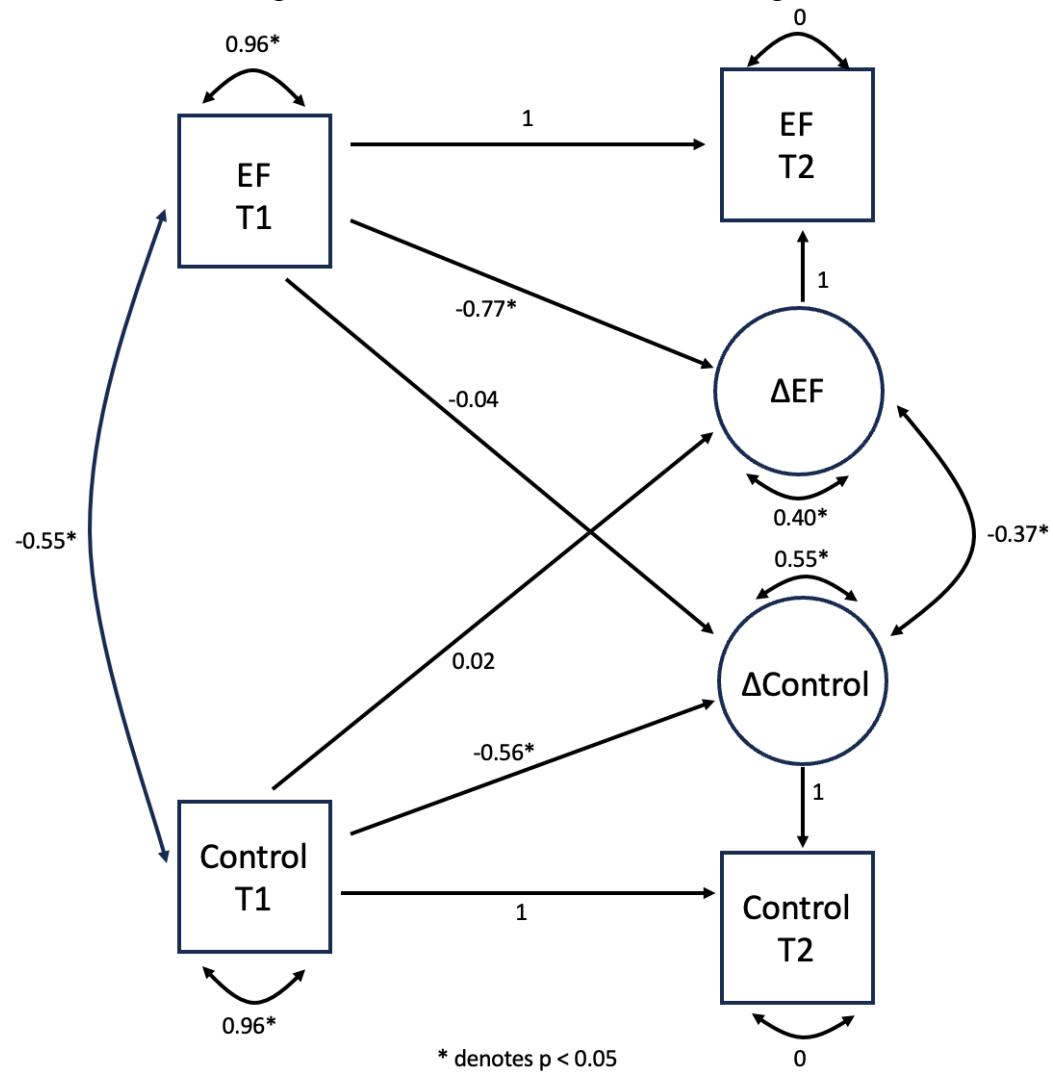 0
0.96*
EF
T1
1
EF
T2
1
-0.77*
ΔEF
-0.04
0.40*
-0.55*
-0.37*
0.55*
0.02
ΔControl
-0.56*
1
Control
T1
1
Control
T2
0.96*
* denotes p < 0.05
0